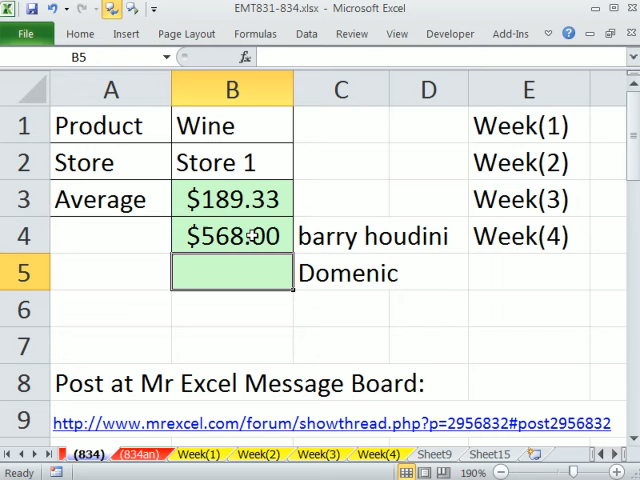 EMT831-834.xlsx - Microsoft Excel
File Home Insert Page Layout Formulas Data Review View Developer Add-Ins
B5 fx
A B C D E
1 Product Wine Week(1)
2 Store Store 1 Week(2)
3 Average $189.33 Week(3)
4 $568.00 barry houdini Week(4)
5 Domenic
6
7
8 Post at Mr Excel Message Board:
9 http://www.mrexcel.com/forum/showthread.php?p=2956832#post2956832
(834) (834an) Week(1) Week(2) Week(3) Week(4) Sheet9 Sheet15
Ready 190%